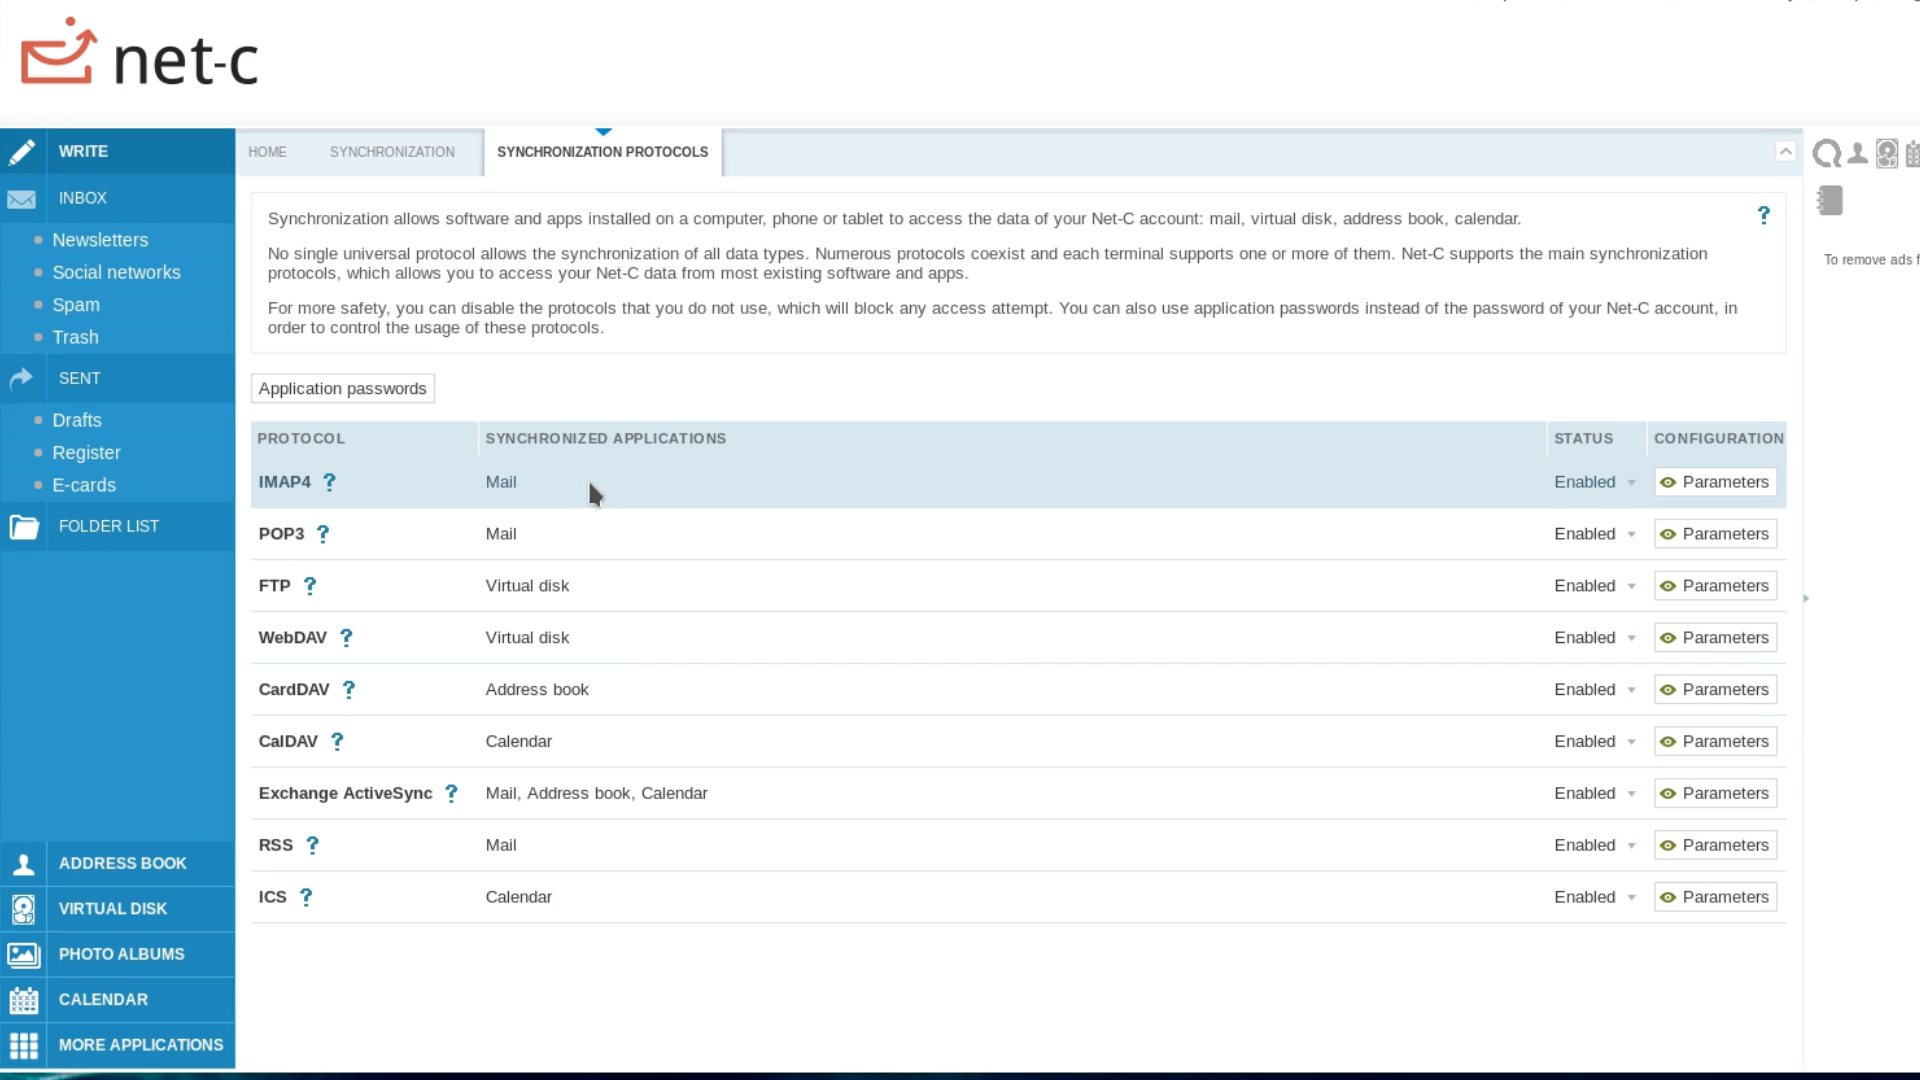 net-c
WRITE
INBOX
Newsletters
Social networks
Spam
Trash
SENT
Drafts
Register
E-cards
FOLDER LIST
ADDRESS BOOK
VIRTUAL DISK
PHOTO ALBUMS
CALENDAR
MORE APPLICATIONS
HOME SYNCHRONIZATION SYNCHRONIZATION PROTOCOLS
Synchronization allows software and apps installed on a computer, phone or tablet to access the data of your Net-C account: mail, virtual disk, address book, calendar. ?
No single universal protocol allows the synchronization of all data types. Numerous protocols coexist and each terminal supports one or more of them. Net-C supports the main synchronization
protocols, which allows you to access your Net-C data from most existing software and apps.
For more safety, you can disable the protocols that you do not use, which will block any access attempt. You can also use application passwords instead of the password of your Net-C account, in
order to control the usage of these protocols.
Application passwords
PROTOCOL SYNCHRONIZED APPLICATIONS STATUS CONFIGURATION
IMAP4 ? Mail Enabled Parameters
POP3 ? Mail Enabled Parameters
FTP ? Virtual disk Enabled Parameters
WebDAV ? Virtual disk Enabled Parameters
CardDAV ? Address book Enabled Parameters
CalDAV ? Calendar Enabled Parameters
Exchange ActiveSync ? Mail, Address book, Calendar Enabled Parameters
RSS ? Mail Enabled Parameters
ICS ? Calendar Enabled Parameters
To remove ads f